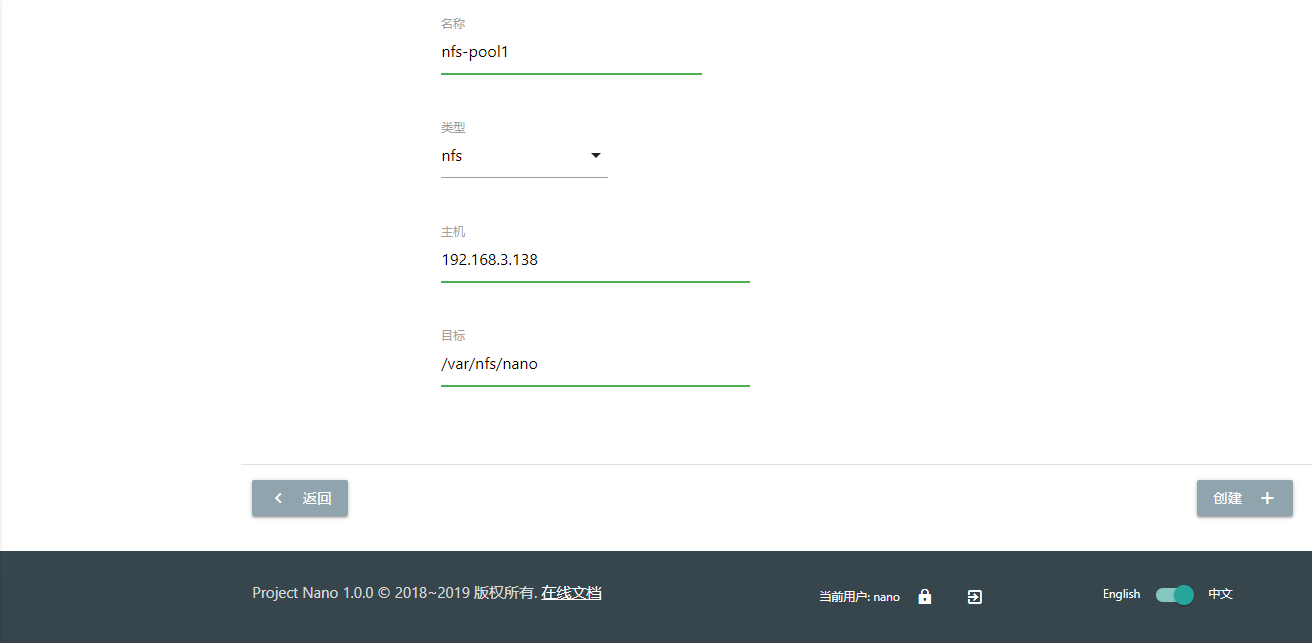 名称
nfs-pool1
类型
nfs
主机
192.168.3.138
目标
/var/nfs/nano
返回
创建
Project Nano 1.0.0 © 2018~2019 版权所有. 在线文档
当前用户: nano
English 中文